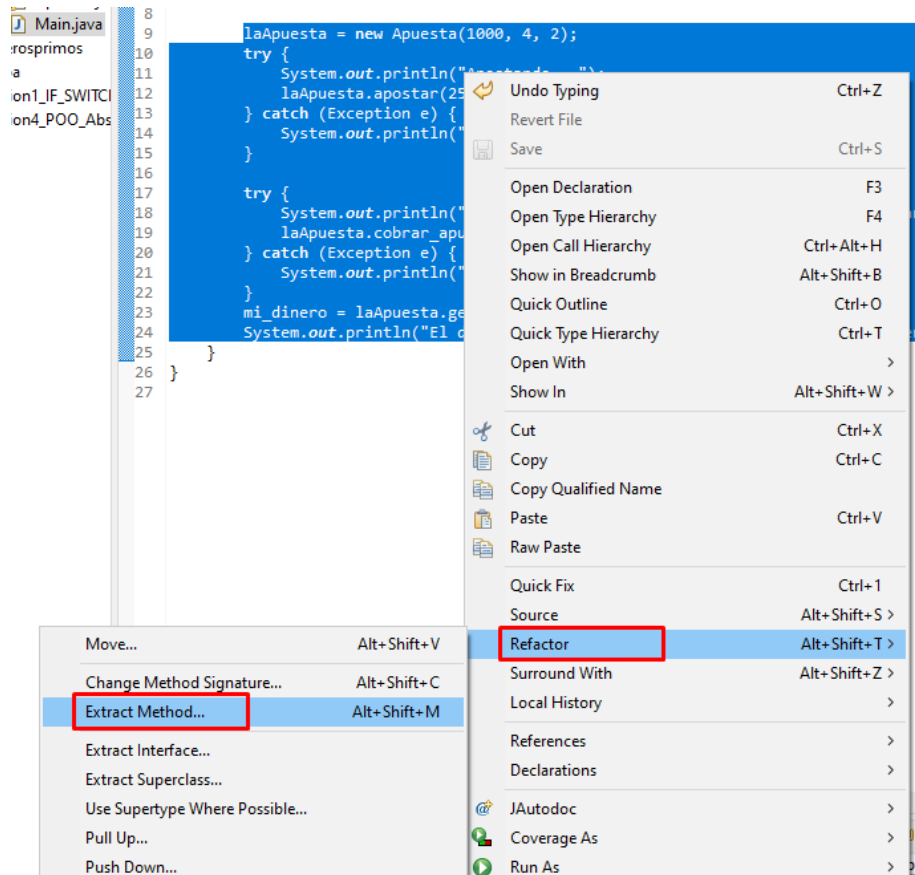 Main.java
erosprimos
ion1_IF_SWITCH
ion4_POO_Abs
8
9 laApuesta = new Apuesta(1000, 4, 2);
10 try {
11 System.out.println("
12 laApuesta.apostar(25
13 } catch (Exception e) {
14 System.out.println("
15 }
16
17 try {
18 System.out.println("
19 laApuesta.cobrar_apu
20 } catch (Exception e) {
21 System.out.println("
22 }
23 mi_dinero = laApuesta.ge
24 System.out.println("El d
25 }
26 }
27
Undo Typing Ctrl+Z
Revert File
Save Ctrl+S
Open Declaration F3
Open Type Hierarchy F4
Open Call Hierarchy Ctrl+Alt+H
Show in Breadcrumb Alt+Shift+B
Quick Outline Ctrl+O
Quick Type Hierarchy Ctrl+T
Open With >
Show In Alt+Shift+W >
Cut Ctrl+X
Copy Ctrl+C
Copy Qualified Name
Paste Ctrl+V
Raw Paste
Quick Fix Ctrl+1
Source Alt+Shift+S >
Refactor Alt+Shift+T >
Surround With Alt+Shift+Z >
Local History >
References >
Declarations >
JAutodoc >
Coverage As >
Run As >
Move... Alt+Shift+V
Change Method Signature... Alt+Shift+C
Extract Method... Alt+Shift+M
Extract Interface...
Extract Superclass...
Use Supertype Where Possible...
Pull Up...
Push Down...